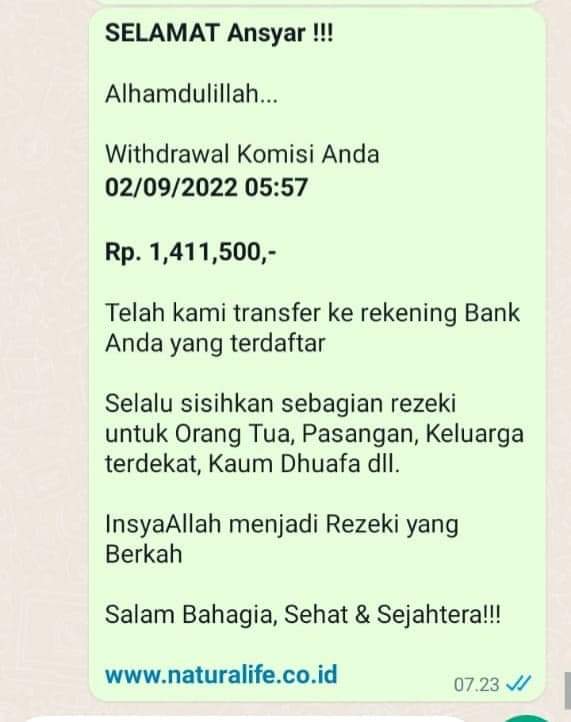 SELAMAT Ansyar !!!
Alhamdulillah...
Withdrawal Komisi Anda
02/09/2022 05:57
Rp. 1,411,500,-
Telah kami transfer ke rekening Bank
Anda yang terdaftar
Selalu sisihkan sebagian rezeki
untuk Orang Tua, Pasangan, Keluarga
terdekat, Kaum Dhuafa dll.
InsyaAllah menjadi Rezeki yang
Berkah
Salam Bahagia, Sehat & Sejahtera!!!
www.naturalife.co.id
07.23